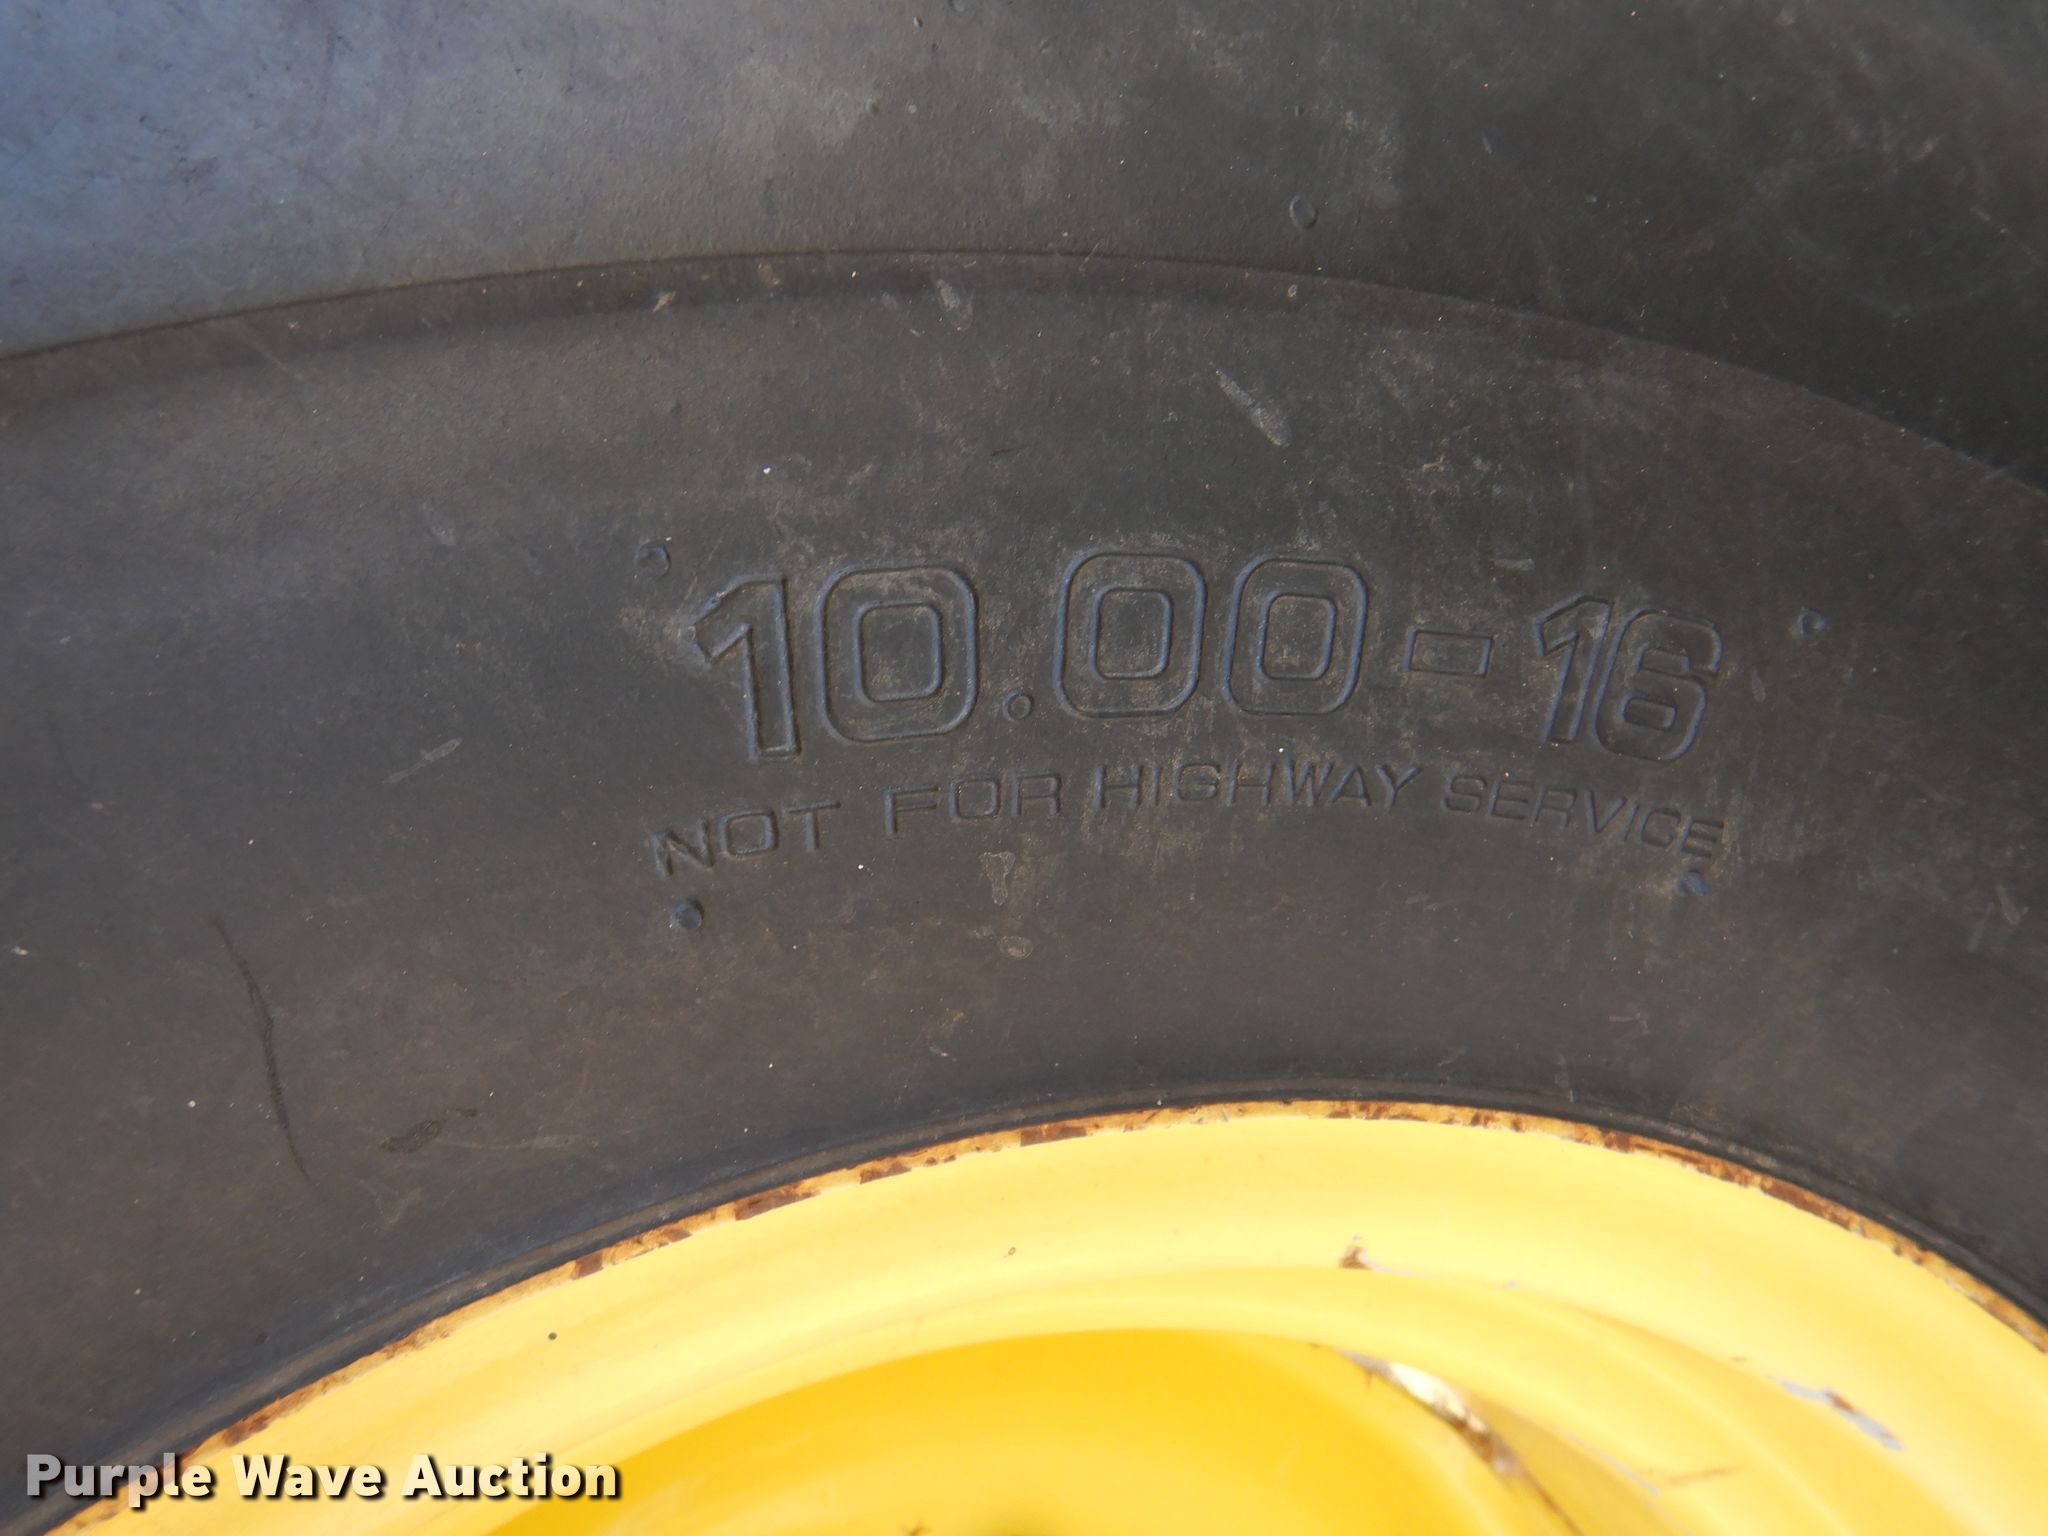 10.00-16
NOT FOR HIGHWAY SERVICE
Purple Wave Auction